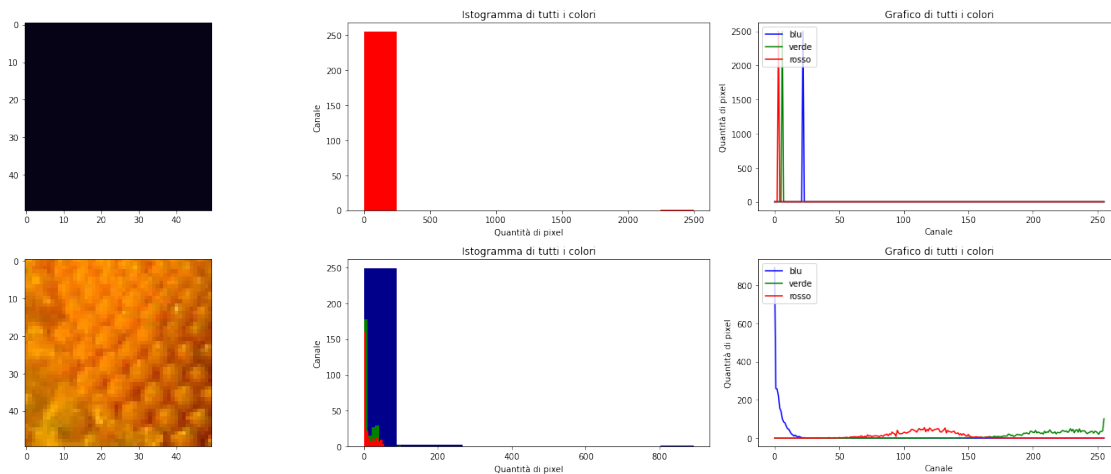 Istogramma di tutti i colori
Grafico di tutti i colori
0
10
20
30
40
0 10 20 30 40
Canale
250
200
150
100
50
0
0 500 1000 1500 2000 2500
Quantità di pixel
Quantità di pixel
2500
2000
1500
1000
500
0
blu
verde
rosso
0 50 100 150 200 250
Canale
Istogramma di tutti i colori
Grafico di tutti i colori
0
10
20
30
40
0 10 20 30 40
Canale
250
200
150
100
50
0
0 200 400 600 800
Quantità di pixel
Quantità di pixel
800
600
400
200
0
blu
verde
rosso
0 50 100 150 200 250
Canale